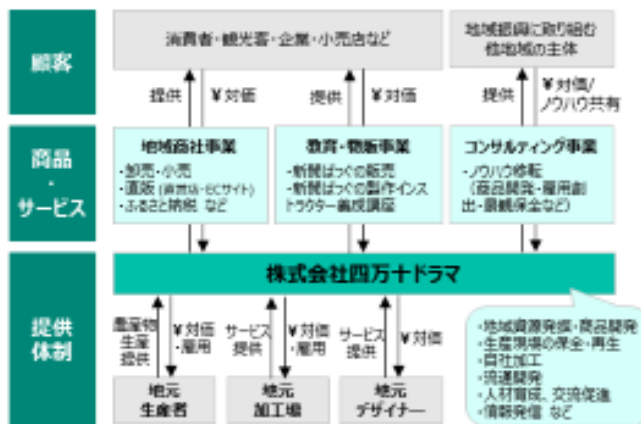 顧客
消費者・観光客・企業・小売店など
地域振興に取り組む
他地域の主体
提供
¥対価
提供
¥対価
提供
¥対価/
ノウハウ共有
商品
・
サービス
地域商社事業
・卸売・小売
・直販(直営店・ECサイト)
・ふるさと納税 など
教育・物販事業
・新聞ばっぐの販売
・新聞ばっぐの製作インス
トラクター養成講座
コンサルティング事業
・ノウハウ移転
(商品開発・雇用創
出・景観保全など)
株式会社四万十ドラマ
提供
体制
農産物
生産
提供
¥対価
・雇用
サービス
提供
¥対価
・雇用
サービス
提供
¥対価
地元
生産者
地元
加工場
地元
デザイナー
・地域資源発掘・商品開発
・生産現場の保全・再生
・自社加工
・流通開発
・人材育成、交流促進
・情報発信 など